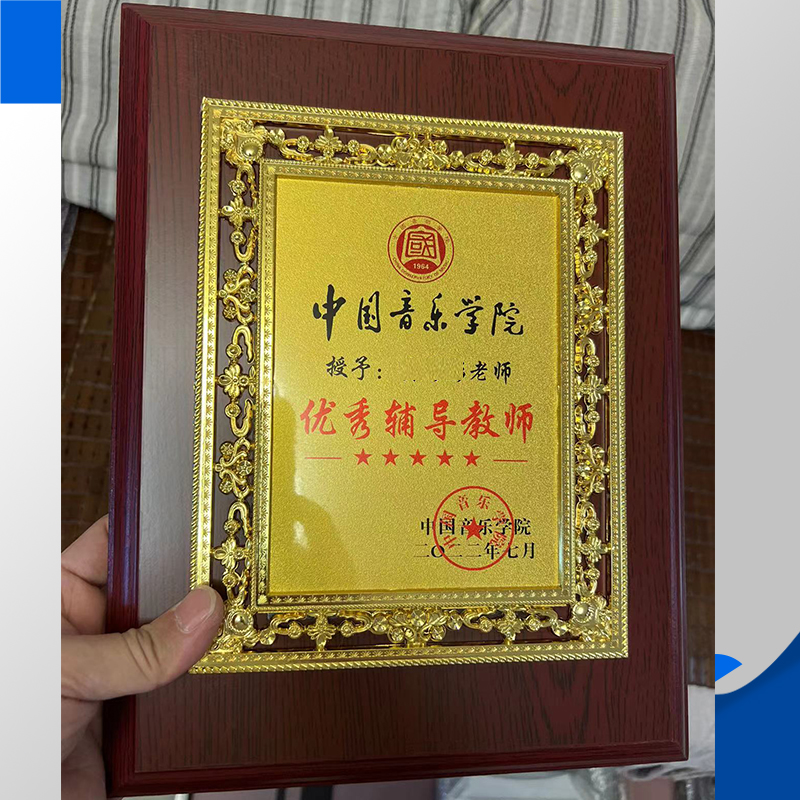 1964
中国音乐学院
授予：老师
优秀辅导教师
中国音乐学院
二〇二二年七月